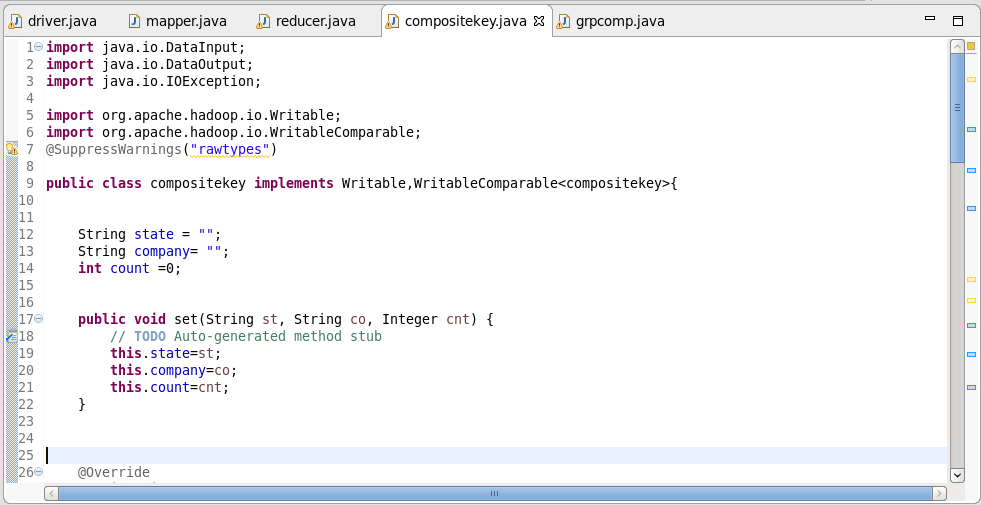 driver.java mapper.java reducer.java compositekey.java grpcomp.java
1 import java.io.DataInput;
2 import java.io.DataOutput;
3 import java.io.IOException;
4
5 import org.apache.hadoop.io.Writable;
6 import org.apache.hadoop.io.WritableComparable;
7 @SuppressWarnings("rawtypes")
8
9 public class compositekey implements Writable,WritableComparable<compositekey>{
10
11
12     String state = "";
13     String company= "";
14     int count =0;
15
16
17     public void set(String st, String co, Integer cnt) {
18         // TODO Auto-generated method stub
19         this.state=st;
20         this.company=co;
21         this.count=cnt;
22     }
23
24
25
26     @Override